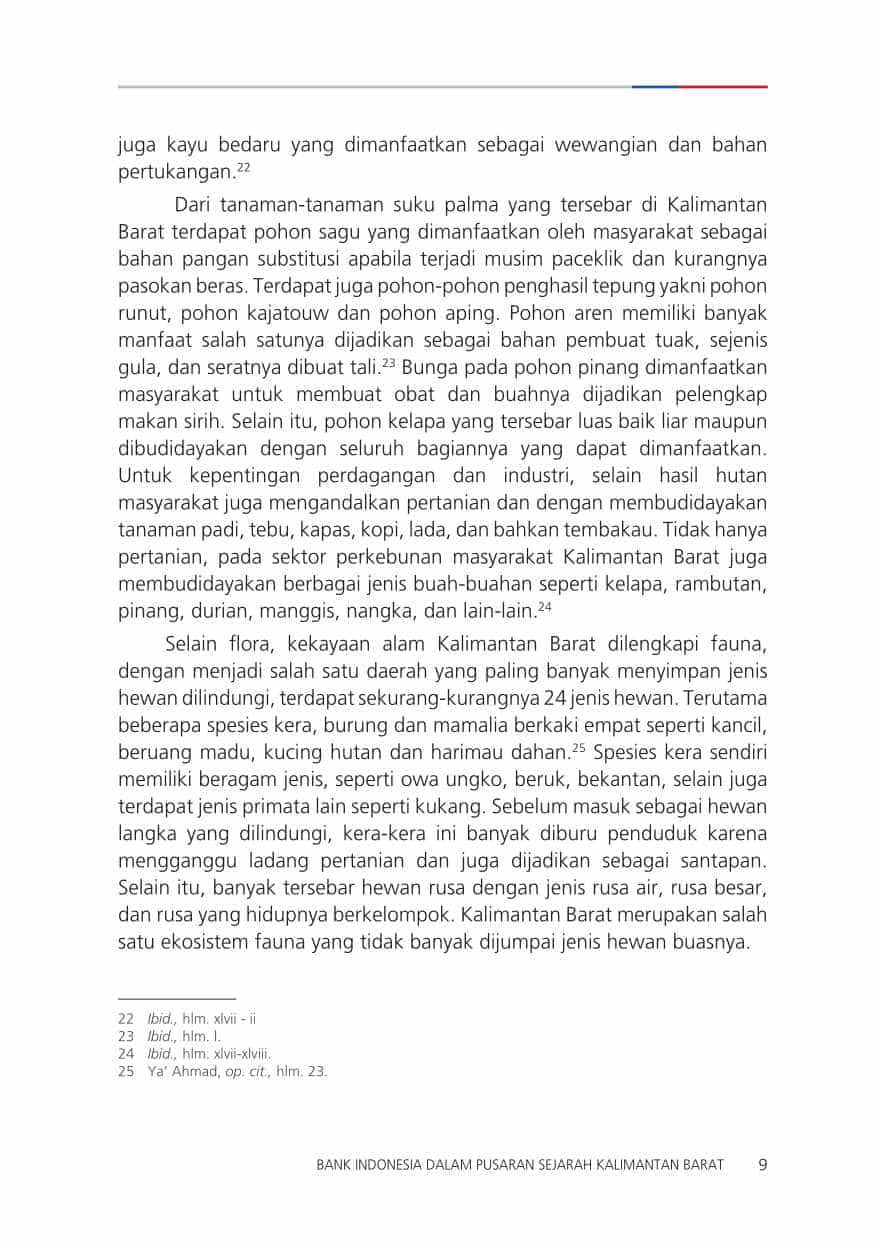 juga kayu bedaru yang dimanfaatkan sebagai wewangian dan bahan
pertukangan.22
Dari tanaman-tanaman suku palma yang tersebar di Kalimantan
Barat terdapat pohon sagu yang dimanfaatkan oleh masyarakat sebagai
bahan pangan substitusi apabila terjadi musim paceklik dan kurangnya
pasokan beras. Terdapat juga pohon-pohon penghasil tepung yakni pohon
runut, pohon kajatouw dan pohon aping. Pohon aren memiliki banyak
manfaat salah satunya dijadikan sebagai bahan pembuat tuak, sejenis
gula, dan seratnya dibuat tali.23 Bunga pada pohon pinang dimanfaatkan
masyarakat untuk membuat obat dan buahnya dijadikan pelengkap
makan sirih. Selain itu, pohon kelapa yang tersebar luas baik liar maupun
dibudidayakan dengan seluruh bagiannya yang dapat dimanfaatkan.
Untuk kepentingan perdagangan dan industri, selain hasil hutan
masyarakat juga mengandalkan pertanian dan dengan membudidayakan
tanaman padi, tebu, kapas, kopi, lada, dan bahkan tembakau. Tidak hanya
pertanian, pada sektor perkebunan masyarakat Kalimantan Barat juga
membudidayakan berbagai jenis buah-buahan seperti kelapa, rambutan,
pinang, durian, manggis, nangka, dan lain-lain.24
Selain flora, kekayaan alam Kalimantan Barat dilengkapi fauna,
dengan menjadi salah satu daerah yang paling banyak menyimpan jenis
hewan dilindungi, terdapat sekurang-kurangnya 24 jenis hewan. Terutama
beberapa spesies kera, burung dan mamalia berkaki empat seperti kancil,
beruang madu, kucing hutan dan harimau dahan.25 Spesies kera sendiri
memiliki beragam jenis, seperti owa ungko, beruk, bekantan, selain juga
terdapat jenis primata lain seperti kukang. Sebelum masuk sebagai hewan
langka yang dilindungi, kera-kera ini banyak diburu penduduk karena
mengganggu ladang pertanian dan juga dijadikan sebagai santapan.
Selain itu, banyak tersebar hewan rusa dengan jenis rusa air, rusa besar,
dan rusa yang hidupnya berkelompok. Kalimantan Barat merupakan salah
satu ekosistem fauna yang tidak banyak dijumpai jenis hewan buasnya.
22 Ibid., hlm. xlvii - ii
23 Ibid., hlm. l.
24 Ibid., hlm. xlvii-xlviii.
25 Ya’ Ahmad, op. cit., hlm. 23.
BANK INDONESIA DALAM PUSARAN SEJARAH KALIMANTAN BARAT 9